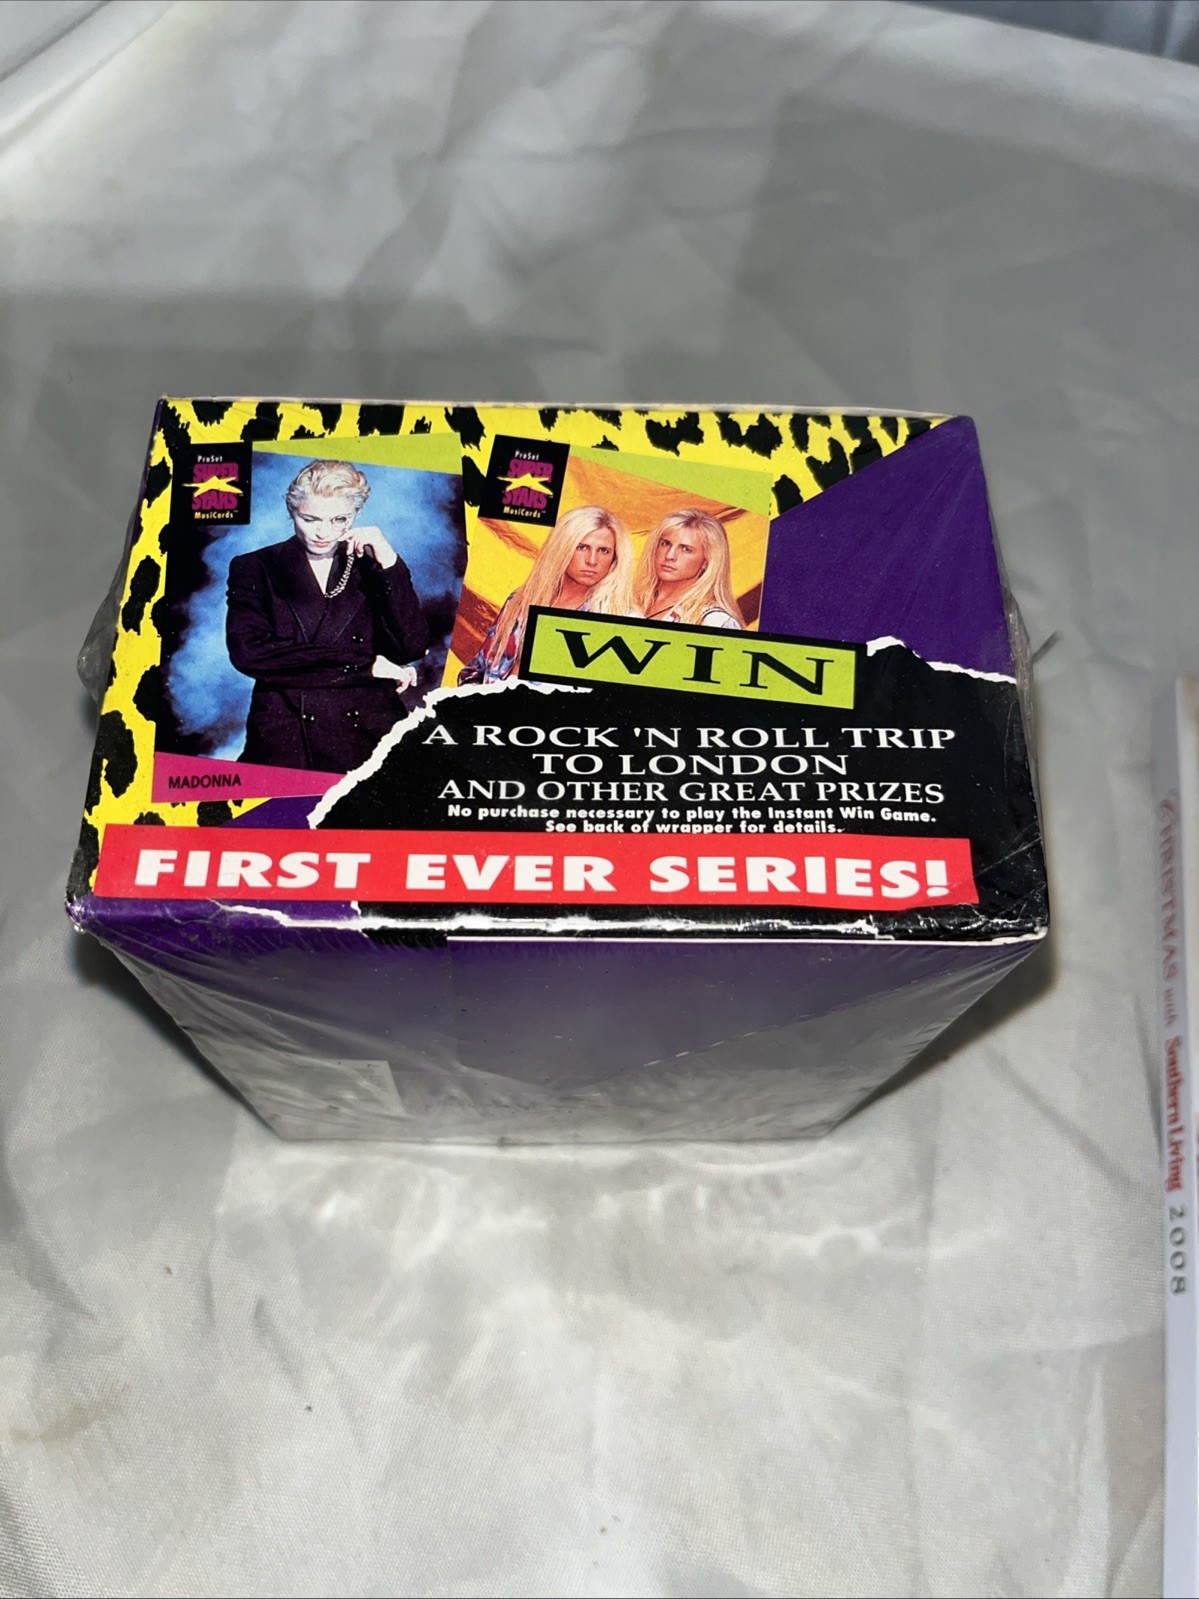 ProSet
SUPER
STARS
MusiCards™
ProSet
SUPER
STARS
MusiCards™
MADONNA
WIN
A ROCK 'N ROLL TRIP
TO LONDON
AND OTHER GREAT PRIZES
No purchase necessary to play the Instant Win Game.
See back of wrapper for details.
FIRST EVER SERIES!
CHRISTMAS with Southern Living 2008